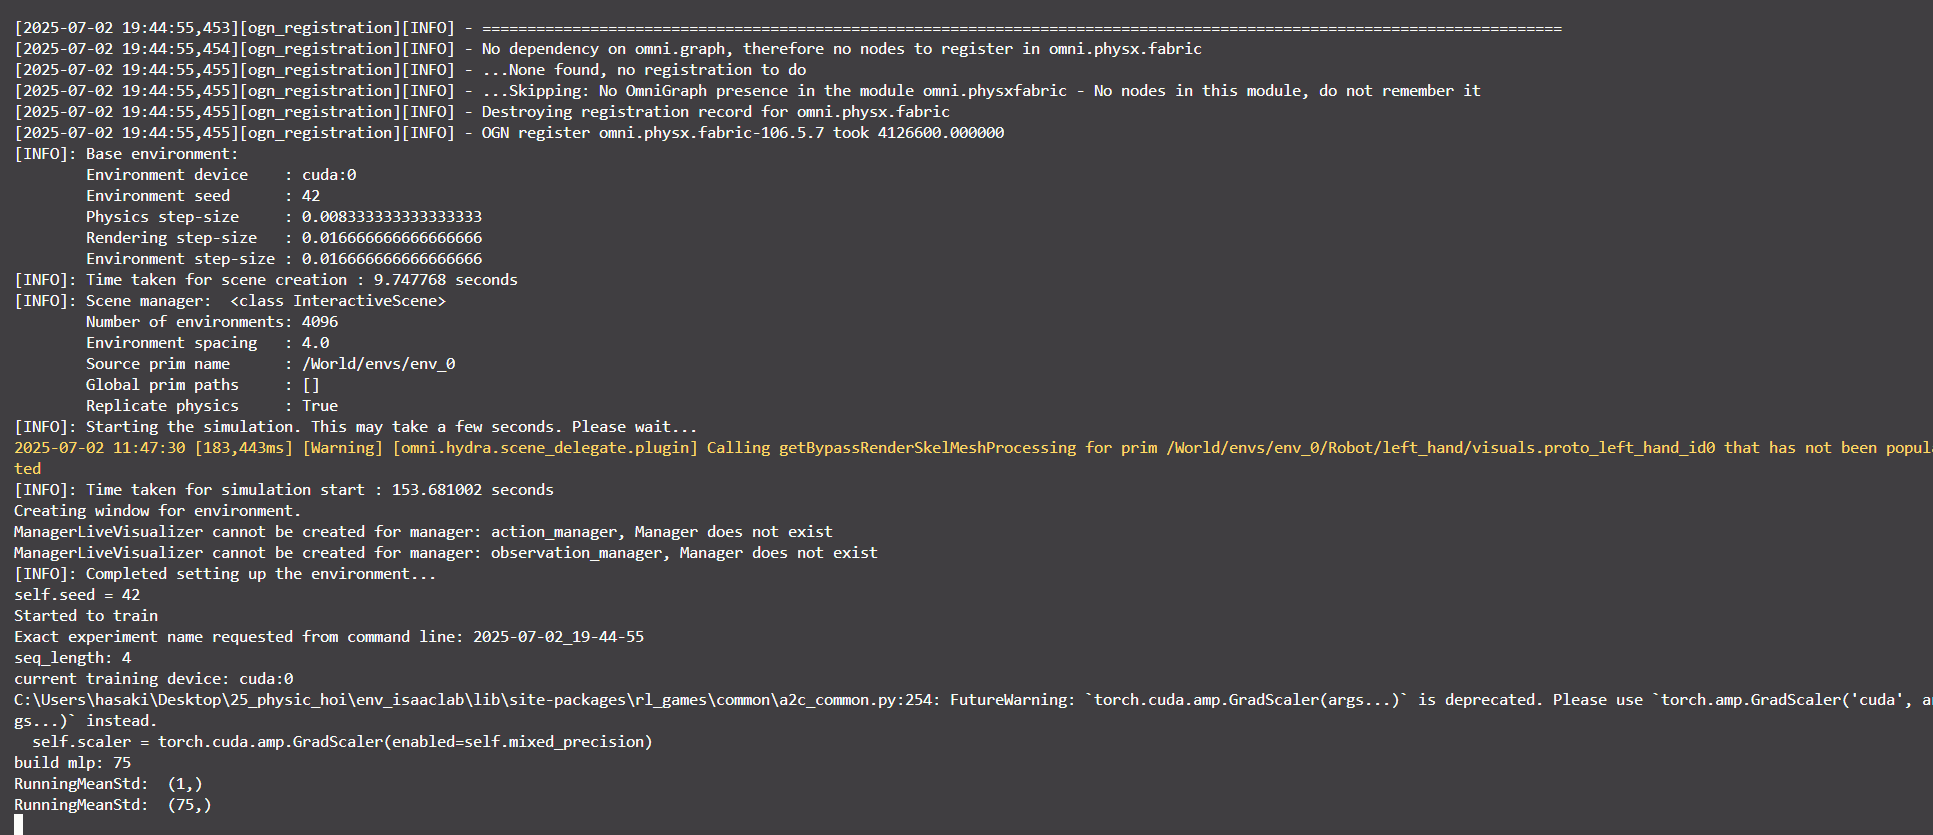 [2025-07-02 19:44:55,453][ogn_registration][INFO] - ========================================================================================================================
[2025-07-02 19:44:55,454][ogn_registration][INFO] - No dependency on omni.graph, therefore no nodes to register in omni.physx.fabric
[2025-07-02 19:44:55,455][ogn_registration][INFO] - ...None found, no registration to do
[2025-07-02 19:44:55,455][ogn_registration][INFO] - ...Skipping: No OmniGraph presence in the module omni.physxfabric - No nodes in this module, do not remember it
[2025-07-02 19:44:55,455][ogn_registration][INFO] - Destroying registration record for omni.physx.fabric
[2025-07-02 19:44:55,455][ogn_registration][INFO] - OGN register omni.physx.fabric-106.5.7 took 4126600.000000
[INFO]: Base environment:
        Environment device    : cuda:0
        Environment seed      : 42
        Physics step-size     : 0.008333333333333333
        Rendering step-size   : 0.016666666666666666
        Environment step-size : 0.016666666666666666
[INFO]: Time taken for scene creation : 9.747768 seconds
[INFO]: Scene manager:  <class InteractiveScene>
        Number of environments: 4096
        Environment spacing   : 4.0
        Source prim name      : /World/envs/env_0
        Global prim paths     : []
        Replicate physics     : True
[INFO]: Starting the simulation. This may take a few seconds. Please wait...
2025-07-02 11:47:30 [183,443ms] [Warning] [omni.hydra.scene_delegate.plugin] Calling getBypassRenderSkelMeshProcessing for prim /World/envs/env_0/Robot/left_hand/visuals.proto_left_hand_id0 that has not been popula
ted
[INFO]: Time taken for simulation start : 153.681002 seconds
Creating window for environment.
ManagerLiveVisualizer cannot be created for manager: action_manager, Manager does not exist
ManagerLiveVisualizer cannot be created for manager: observation_manager, Manager does not exist
[INFO]: Completed setting up the environment...
self.seed = 42
Started to train
Exact experiment name requested from command line: 2025-07-02_19-44-55
seq_length: 4
current training device: cuda:0
C:\Users\hasaki\Desktop\25_physic_hoi\env_isaaclab\lib\site-packages\rl_games\common\a2c_common.py:254: FutureWarning: `torch.cuda.amp.GradScaler(args...)` is deprecated. Please use `torch.amp.GradScaler('cuda', ar
gs...)` instead.
  self.scaler = torch.cuda.amp.GradScaler(enabled=self.mixed_precision)
build mlp: 75
RunningMeanStd:  (1,)
RunningMeanStd:  (75,)